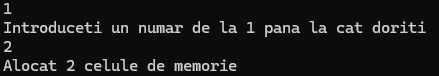 1
Introduceti un numar de la 1 pana la cat doriti
2
Alocat 2 celule de memorie